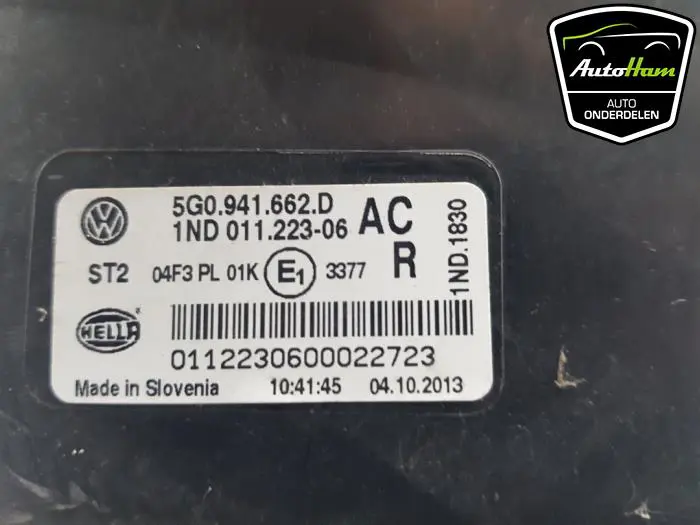 AutoHam
AUTO
ONDERDELEN
5G0.941.662.D
1ND 011.223-06
AC
R
1ND.1830
ST2
04F3 PL 01K E1 3377
HELLA
0112230600022723
Made in Slovenia 10:41:45 04.10.2013